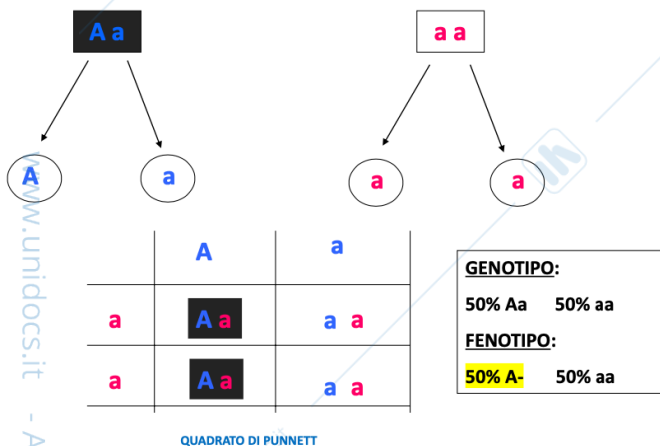 A a
a a
A
a
a
a
A
a
a
A a
a a
a
A a
a a
QUADRATO DI PUNNETT
GENOTIPO:
50% Aa 50% aa
FENOTIPO:
50% A- 50% aa
www.unidocs.it - A